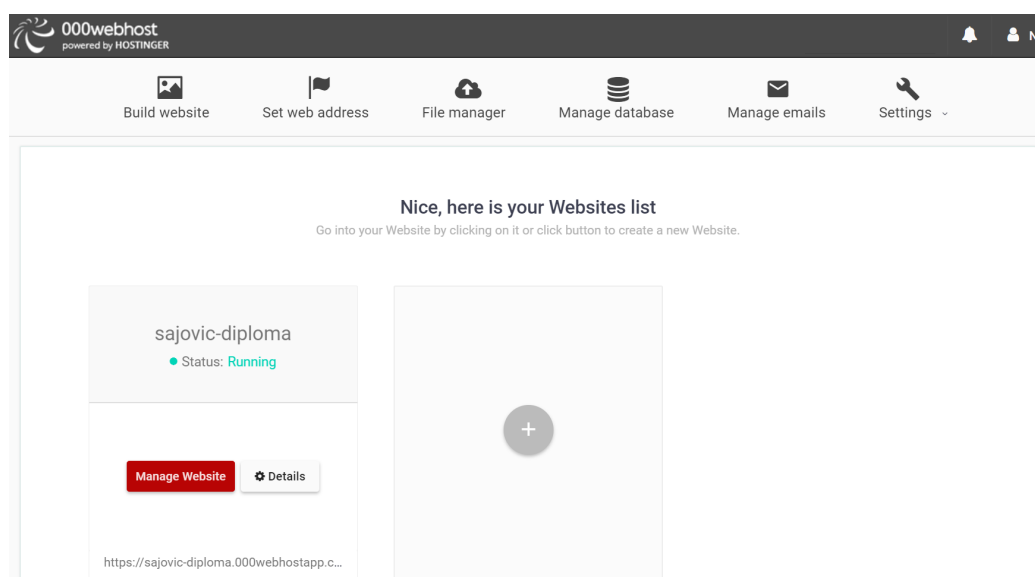 000webhost
powered by HOSTINGER
Build website
Set web address
File manager
Manage database
Manage emails
Settings
Nice, here is your Websites list
Go into your Website by clicking on it or click button to create a new Website.
sajovic-diploma
Status: Running
Manage Website
Details
https://sajovic-diploma.000webhostapp.c...